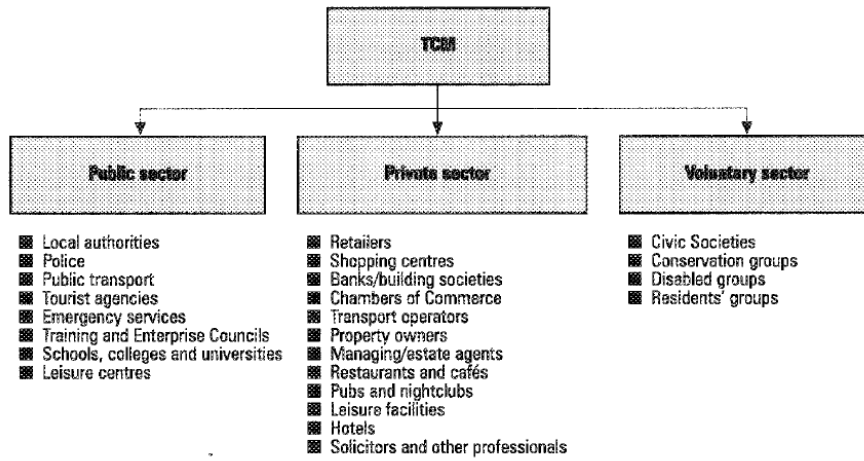 TCM
Public sector
Private sector
Voluntary sector
Local authorities
Police
Public transport
Tourist agencies
Emergency services
Training and Enterprise Councils
Schools, colleges and universities
Leisure centres
Retailers
Shopping centres
Banks/building societies
Chambers of Commerce
Transport operators
Property owners
Managing/estate agents
Restaurants and cafés
Pubs and nightclubs
Leisure facilities
Hotels
Solicitors and other professionals
Civic Societies
Conservation groups
Disabled groups
Residents' groups